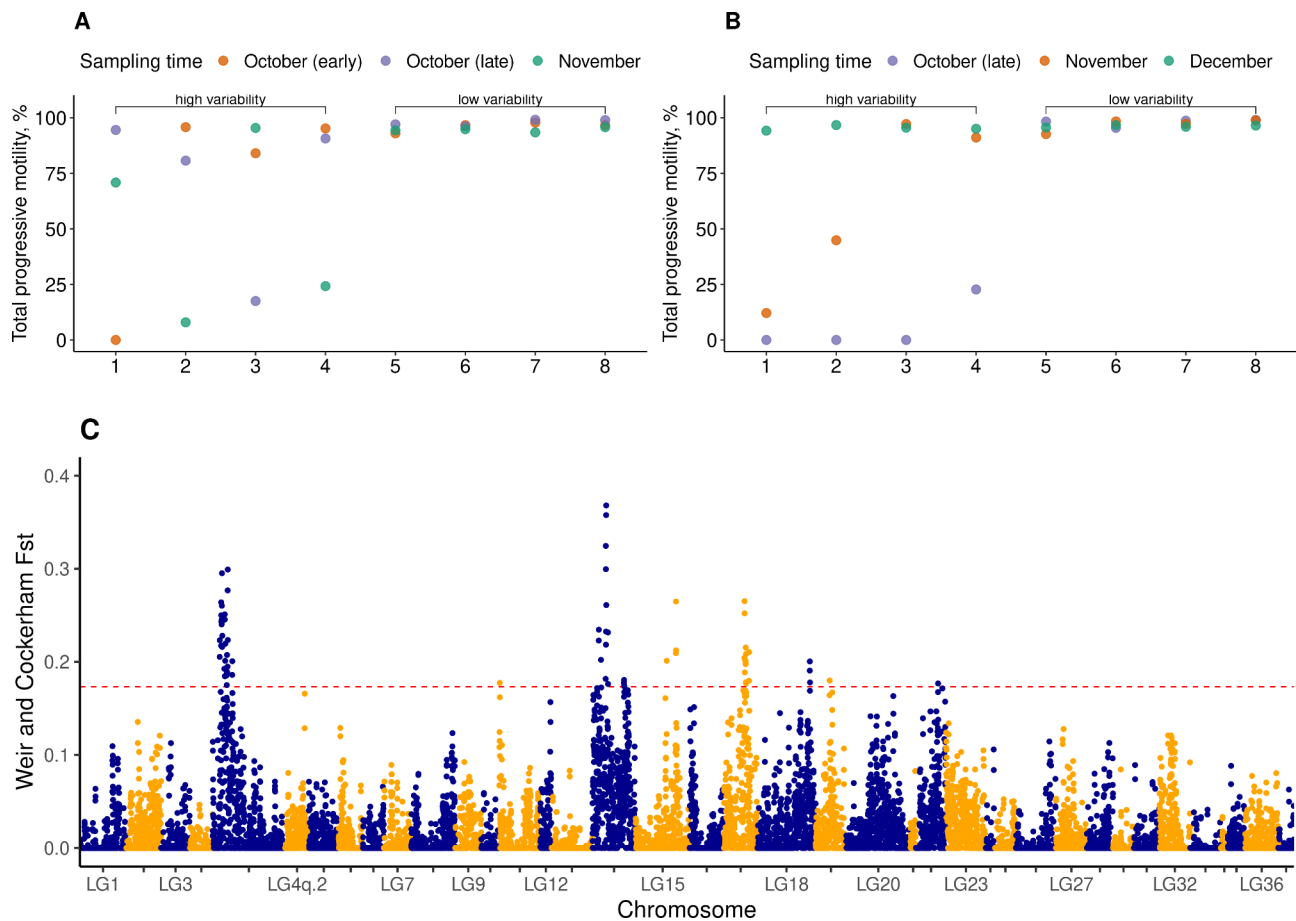 A
Sampling time October (early) October (late) November
high variability low variability
Total progressive motility, %
100
75
50
25
0
1 2 3 4 5 6 7 8
B
Sampling time October (late) November December
high variability low variability
Total progressive motility, %
100
75
50
25
0
1 2 3 4 5 6 7 8
C
Weir and Cockerham Fst
0.4
0.3
0.2
0.1
0.0
LG1 LG3 LG4q.2 LG7 LG9 LG12 LG15 LG18 LG20 LG23 LG27 LG32 LG36
Chromosome